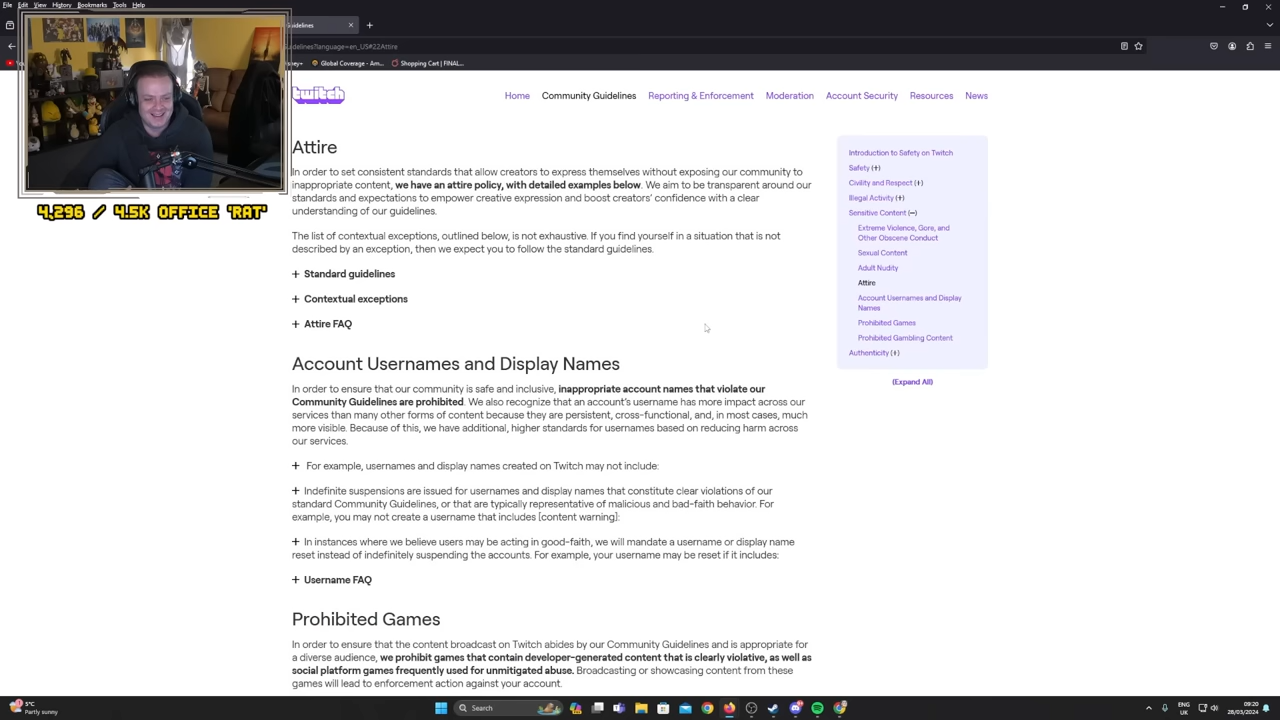 File Edit View History Bookmarks Tools Help
Guidelines
uidelines?language=en_US#22Attire
sney+ Global Coverage - Am... Shopping Cart (FINAL...
4,296 / 4.5K OFFICE 'RAT'
twitch
Home Community Guidelines Reporting & Enforcement Moderation Account Security Resources News
Attire
In order to set consistent standards that allow creators to express themselves without exposing our community to
inappropriate content, we have an attire policy, with detailed examples below. We aim to be transparent around our
standards and expectations to empower creative expression and boost creators' confidence with a clear
understanding of our guidelines.
The list of contextual exceptions, outlined below, is not exhaustive. If you find yourself in a situation that is not
described by an exception, then we expect you to follow the standard guidelines.
+ Standard guidelines
+ Contextual exceptions
+ Attire FAQ
Account Usernames and Display Names
In order to ensure that our community is safe and inclusive, inappropriate account names that violate our
Community Guidelines are prohibited. We also recognize that an account's username has more impact across our
services than many other forms of content because they are persistent, cross-functional, and, in most cases, much
more visible. Because of this, we have additional, higher standards for usernames based on reducing harm across
our services.
+ For example, usernames and display names created on Twitch may not include:
+ Indefinite suspensions are issued for usernames and display names that constitute clear violations of our
standard Community Guidelines, or that are typically representative of malicious and bad-faith behavior. For
example, you may not create a username that includes [content warning]:
+ In instances where we believe users may be acting in good-faith, we will mandate a username or display name
reset instead of indefinitely suspending the accounts. For example, your username may be reset if it includes:
+ Username FAQ
Prohibited Games
In order to ensure that the content broadcast on Twitch abides by our Community Guidelines and is appropriate for
a diverse audience, we prohibit games that contain developer-generated content that is clearly violative, as well as
social platform games frequently used for unmitigated abuse. Broadcasting or showcasing content from these
games will lead to enforcement action against your account.
Introduction to Safety on Twitch
Safety (+)
Civility and Respect (+)
Illegal Activity (+)
Sensitive Content (–)
Extreme Violence, Gore, and
Other Obscene Conduct
Sexual Content
Adult Nudity
Attire
Account Usernames and Display
Names
Prohibited Games
Prohibited Gambling Content
Authenticity (+)
(Expand All)
5°C
Partly sunny
Search
ENG
UK
09:20
28/03/2024